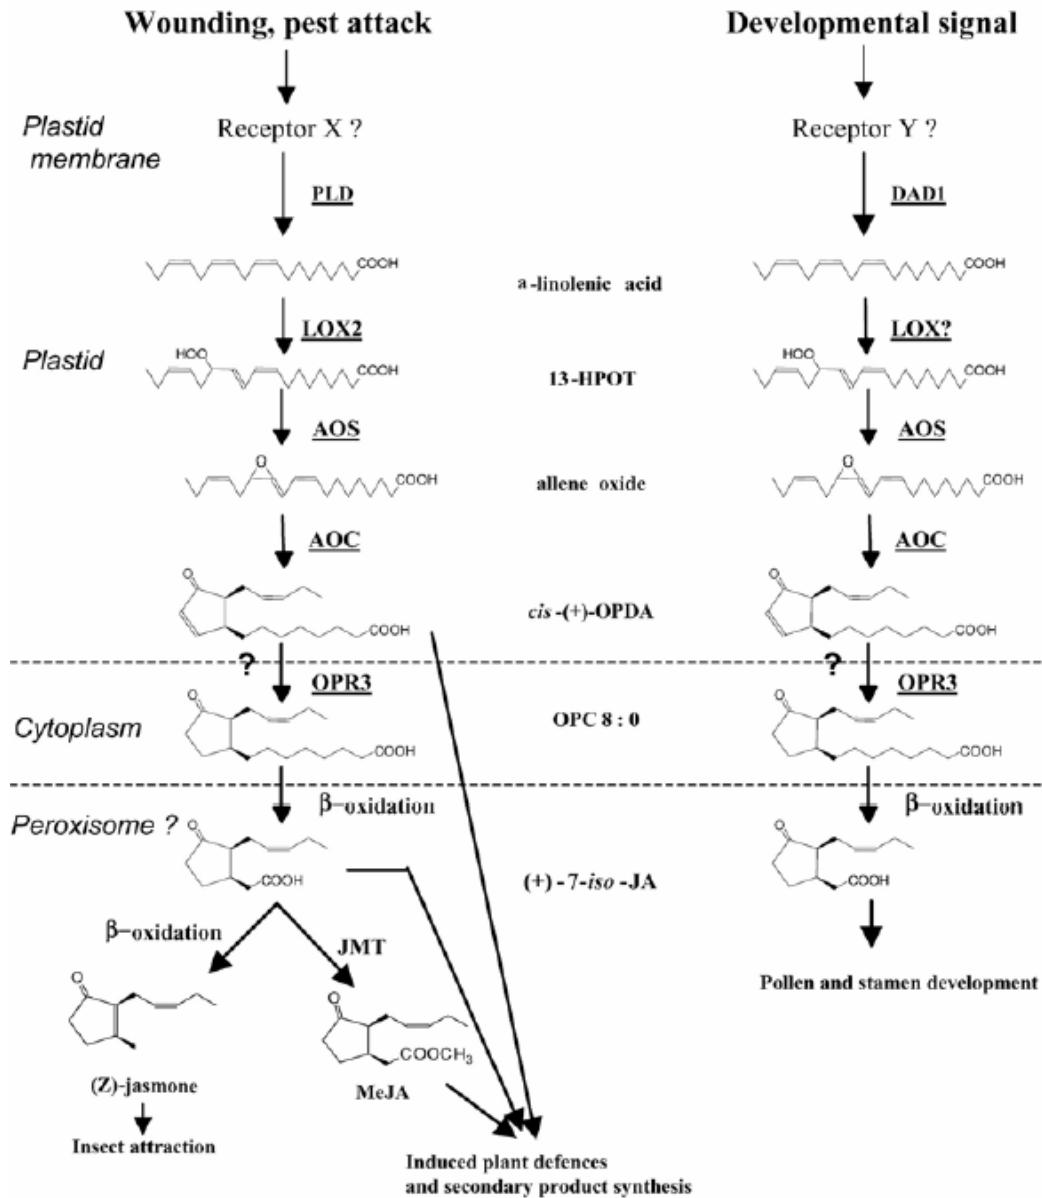 Wounding, pest attack
Developmental signal
Plastid
membrane
Receptor X ?
Receptor Y ?
PLD
DAD1
COOH
COOH
a-linolenic acid
LOX2
LOX?
Plastid
HOO
COOH
13-HPOT
HOO
COOH
AOS
AOS
O
COOH
allene oxide
O
COOH
AOC
AOC
O
COOH
cis-(+)-OPDA
O
COOH
?
?
OPR3
OPR3
Cytoplasm
O
COOH
OPC 8 : 0
O
COOH
β-oxidation
β-oxidation
Peroxisome ?
O
COOH
(+) - 7-iso -JA
O
COOH
β-oxidation
JMT
O
O
COOCH3
Pollen and stamen development
(Z)-jasmone
MeJA
Insect attraction
Induced plant defences
and secondary product synthesis